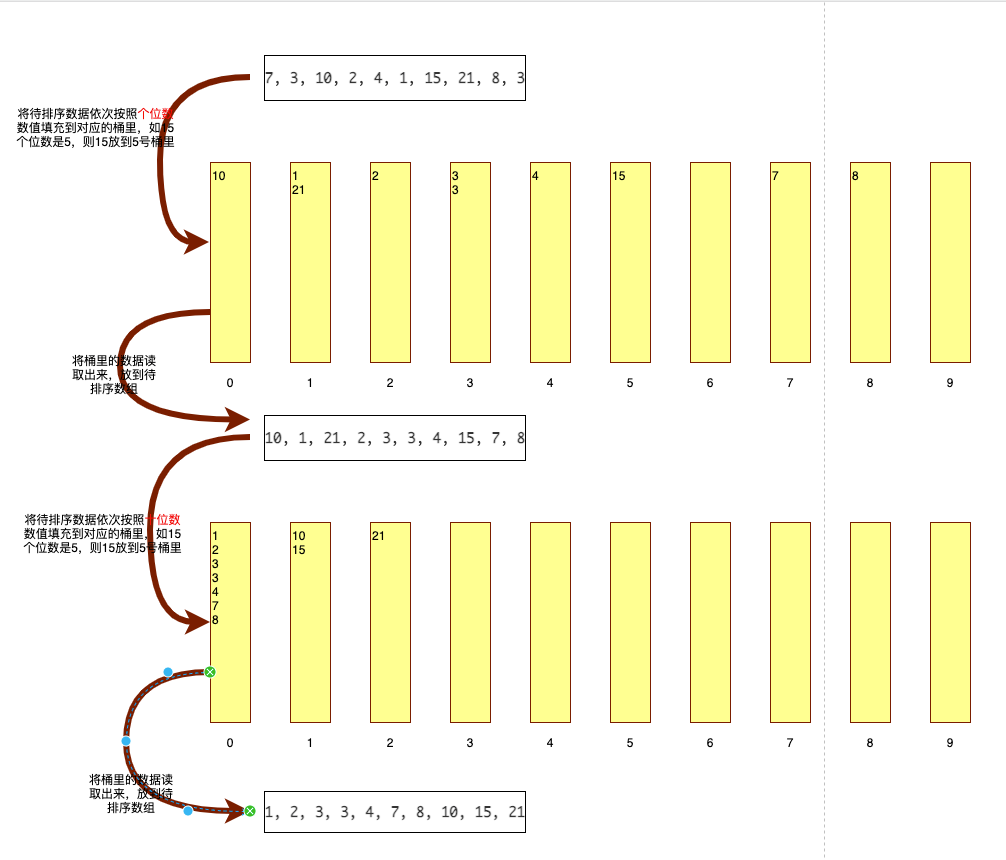 7, 3, 10, 2, 4, 1, 15, 21, 8, 3
将待排序数据依次按照个位数
数值填充到对应的桶里，如15
个位数是5，则15放到5号桶里
10
1
21
2
3
3
4
15
7
8
将桶里的数据读
取出来，放到待
排序数组
0 1 2 3 4 5 6 7 8 9
10, 1, 21, 2, 3, 3, 4, 15, 7, 8
将待排序数据依次按照个位数
数值填充到对应的桶里，如15
个位数是5，则15放到5号桶里
1
2
3
3
4
7
8
10
15
21
0 1 2 3 4 5 6 7 8 9
将桶里的数据读
取出来，放到待
排序数组
1, 2, 3, 3, 4, 7, 8, 10, 15, 21